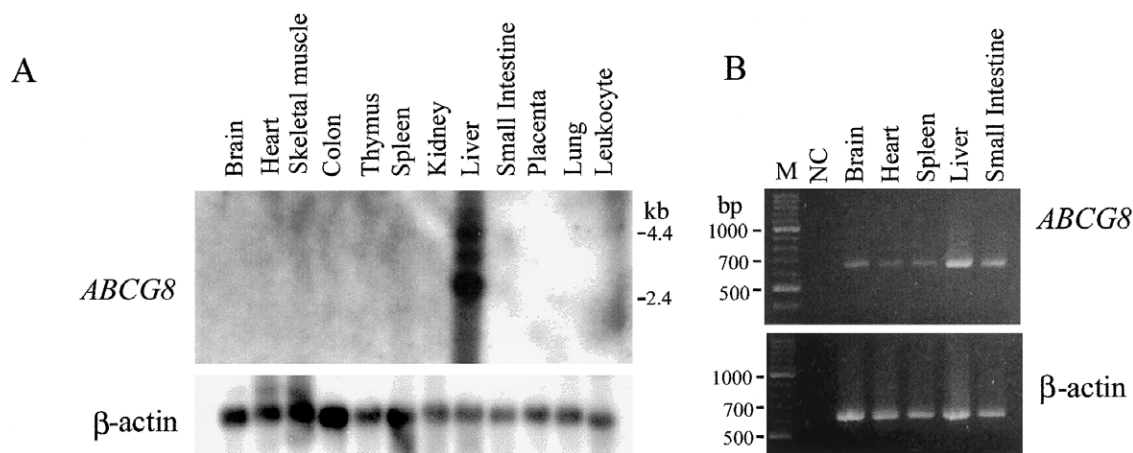 A
Brain
Heart
Skeletal muscle
Colon
Thymus
Spleen
Kidney
Liver
Small Intestine
Placenta
Lung
Leukocyte
kb
-4.4
-2.4
ABCG8
β-actin
B
M
NC
Brain
Heart
Spleen
Liver
Small Intestine
bp
1000
700
500
ABCG8
1000
700
500
β-actin